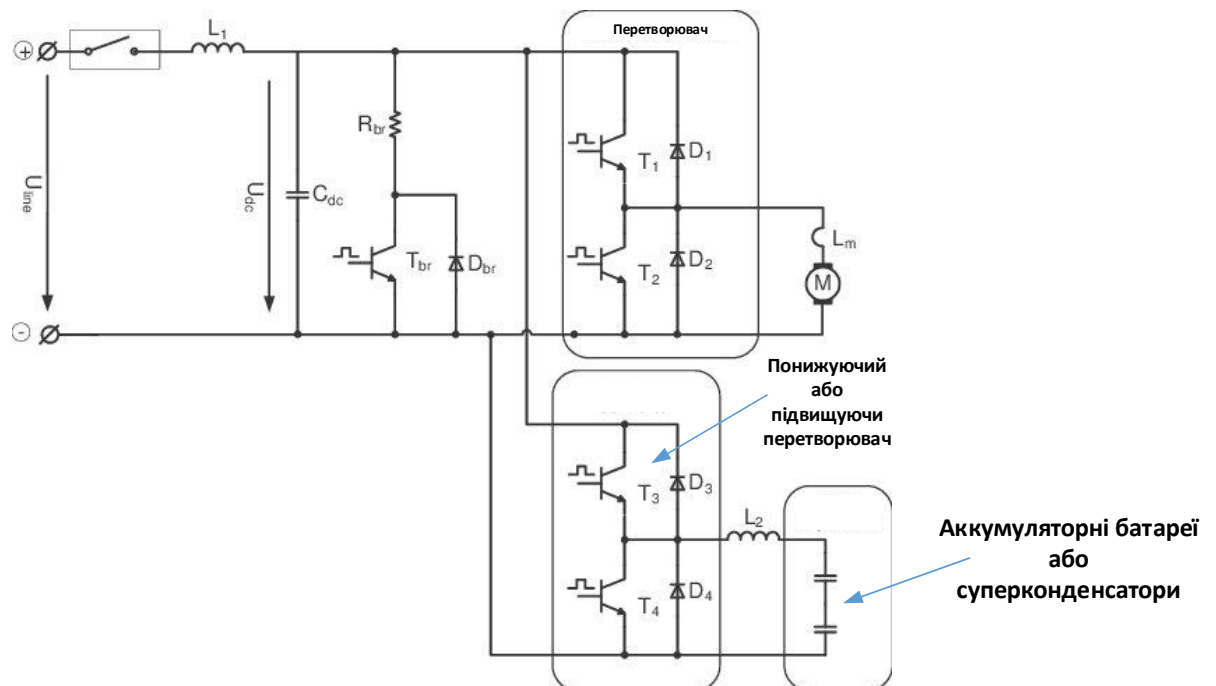 Перетворювач
L1
+
Rbr
T1
D1
Uline
Udc
Cdc
Tbr
Dbr
T2
D2
Lm
M
-
Понижуючий
або
підвищуючи
перетворювач
T3
D3
L2
T4
D4
Аккумуляторні батареї
або
суперконденсатори